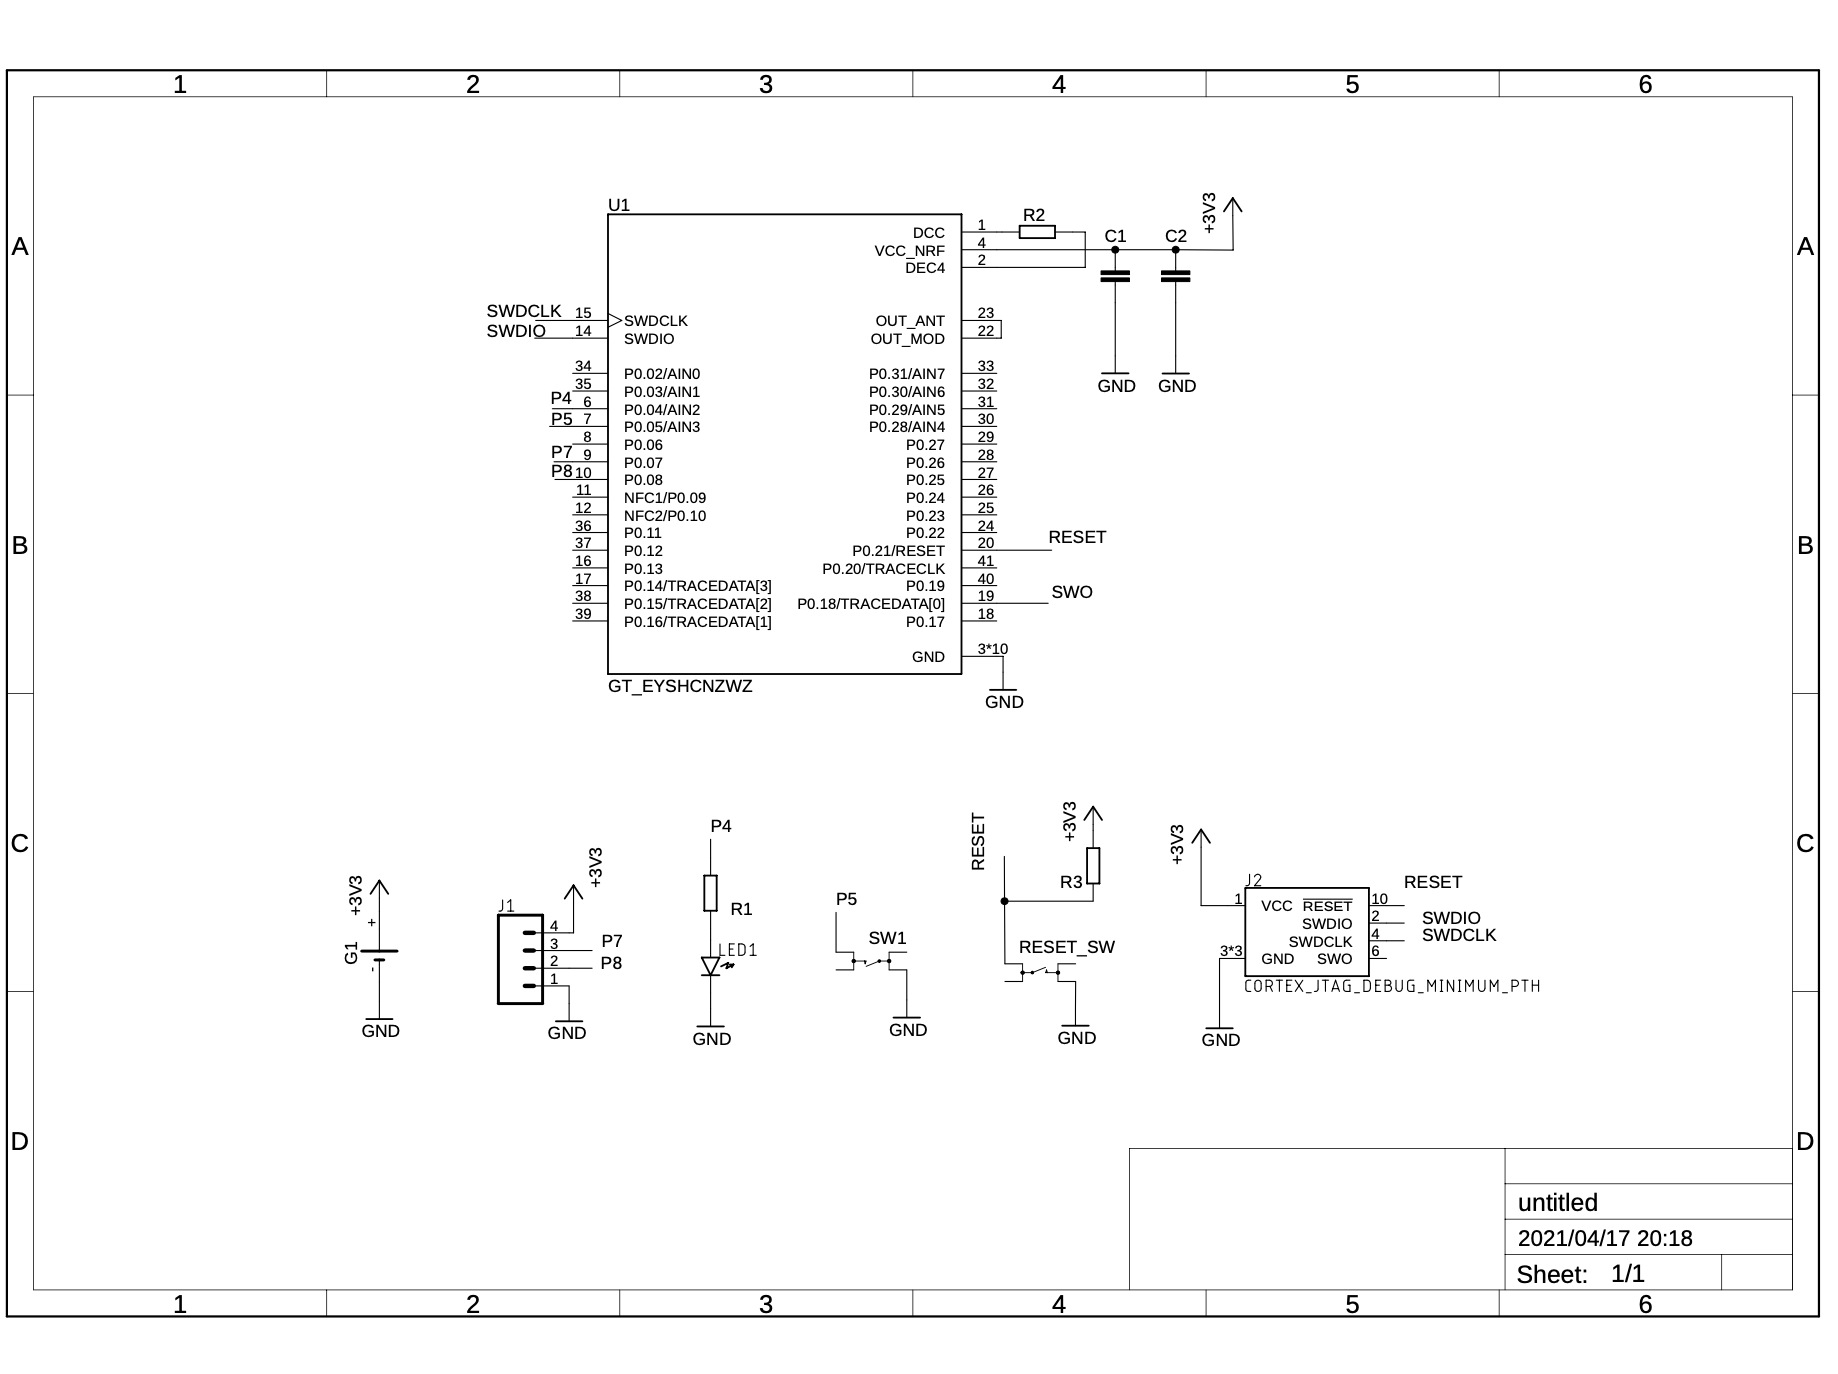 1 2 3 4 5 6
A A
B B
C C
D D
U1
DCC 1
VCC_NRF 4
DEC4 2
R2
C1
C2
+3V3
GND
GND
SWDCLK 15 SWDCLK
SWDIO 14 SWDIO
OUT_ANT 23
OUT_MOD 22
34 P0.02/AIN0
35 P0.03/AIN1
P4 6 P0.04/AIN2
P5 7 P0.05/AIN3
8 P0.06
P7 9 P0.07
P8 10 P0.08
11 NFC1/P0.09
12 NFC2/P0.10
36 P0.11
37 P0.12
16 P0.13
17 P0.14/TRACEDATA[3]
38 P0.15/TRACEDATA[2]
39 P0.16/TRACEDATA[1]
P0.31/AIN7 33
P0.30/AIN6 32
P0.29/AIN5 31
P0.28/AIN4 30
P0.27 29
P0.26 28
P0.25 27
P0.24 26
P0.23 25
P0.22 24
P0.21/RESET 20 RESET
P0.20/TRACECLK 41
P0.19 40
P0.18/TRACEDATA[0] 19 SWO
P0.17 18
GND 3*10
GND
GT_EYSHCNZWZ
+3V3
+
G1
-
GND
J1
+3V3
4
3 P7
2 P8
1
GND
P4
R1
LED1
GND
P5
SW1
GND
RESET
+3V3
R3
RESET_SW
GND
+3V3
J2
1 VCC RESET 10 RESET
SWDIO 2 SWDIO
SWDCLK 4 SWDCLK
3*3 GND SWO 6
CORTEX_JTAG_DEBUG_MINIMUM_PTH
GND
untitled
2021/04/17 20:18
Sheet: 1/1
1 2 3 4 5 6